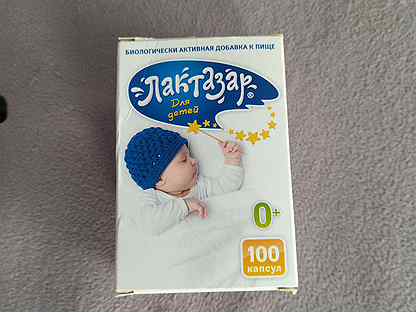 БИОЛОГИЧЕСКИ АКТИВНАЯ ДОБАВКА К ПИЩЕ
Лактазар®
Для
детей
0+
100
капсул